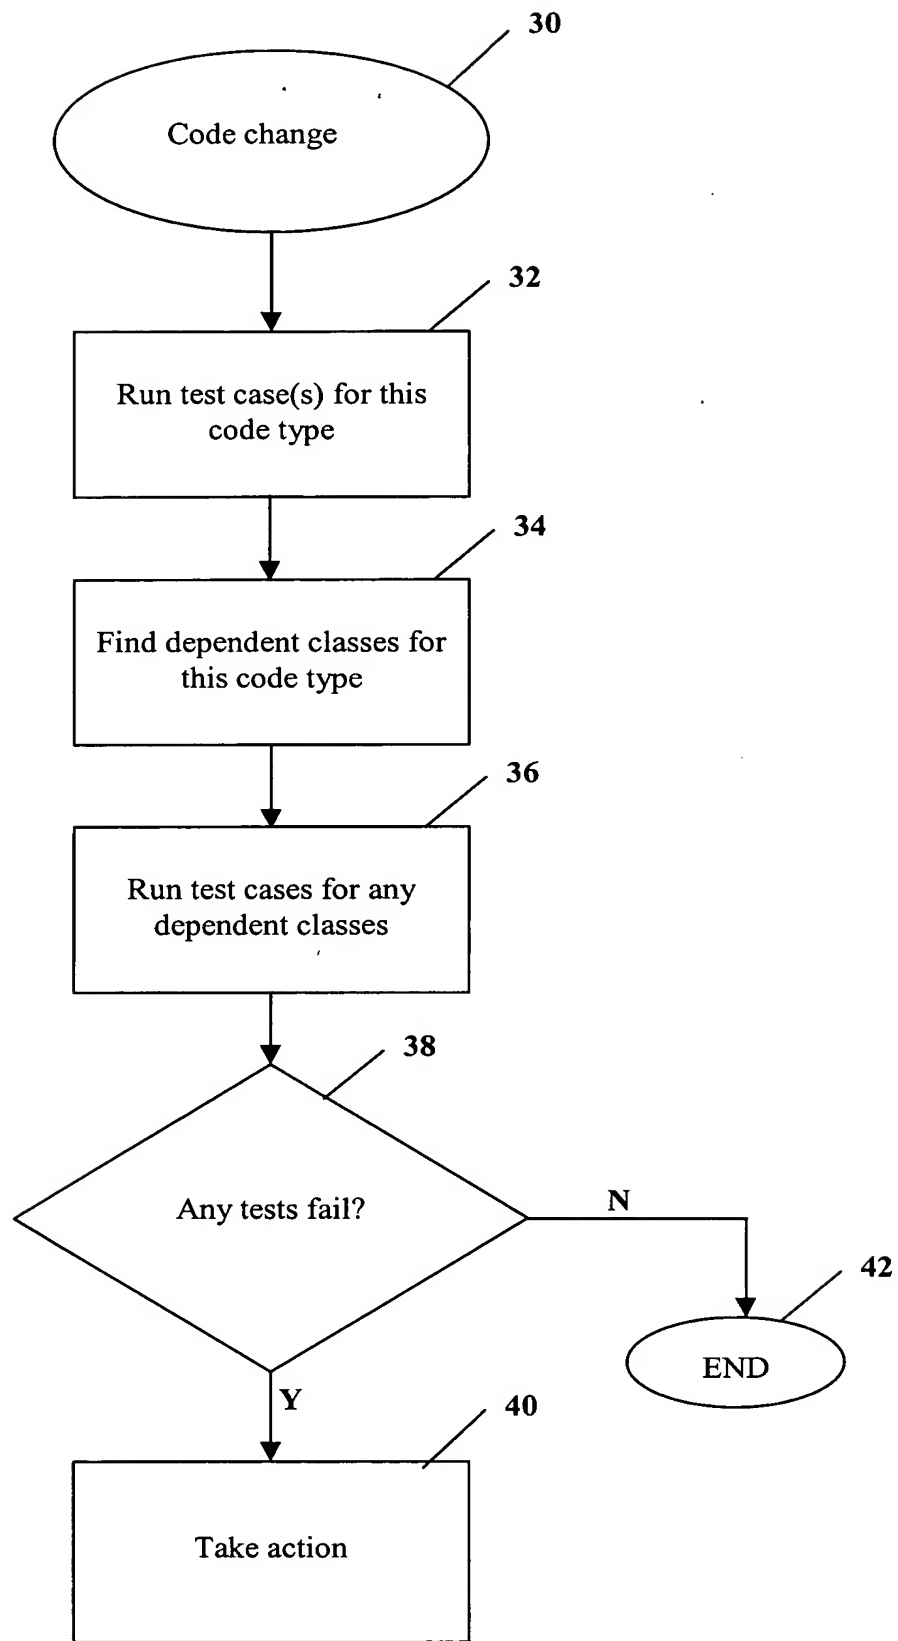 30
Code change
32
Run test case(s) for this
code type
34
Find dependent classes for
this code type
36
Run test cases for any
dependent classes
38
Any tests fail?
N
42
END
Y
40
Take action